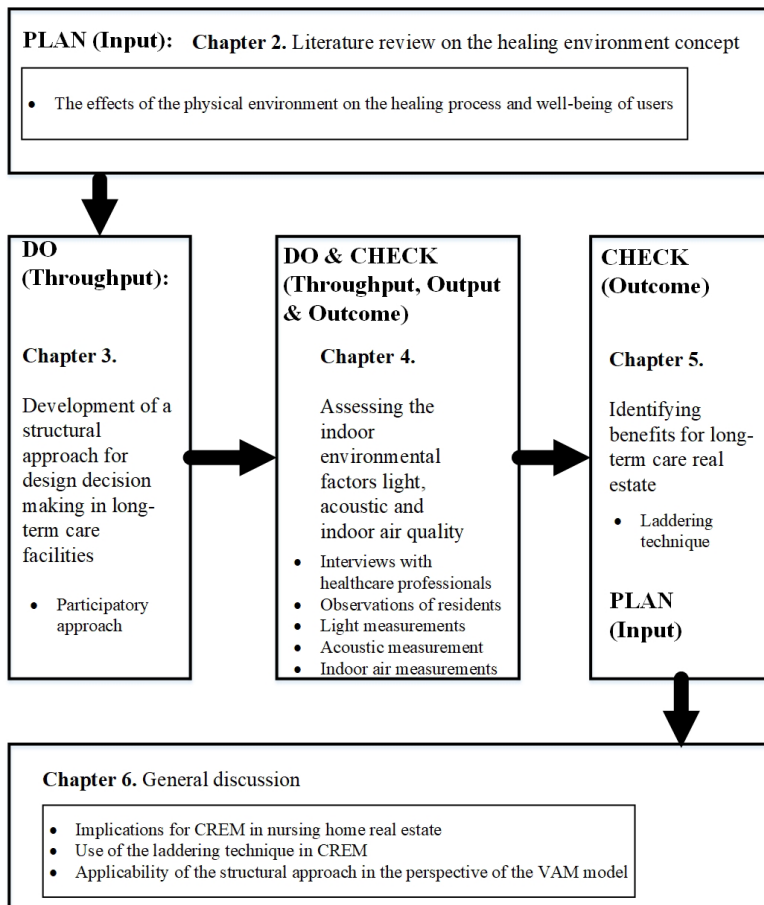 PLAN (Input): Chapter 2. Literature review on the healing environment concept
• The effects of the physical environment on the healing process and well-being of users
DO
(Throughput):
Chapter 3.
Development of a
structural
approach for
design decision
making in long-
term care
facilities
• Participatory
approach
DO & CHECK
(Throughput, Output
& Outcome)
Chapter 4.
Assessing the
indoor
environmental
factors light,
acoustic and
indoor air quality
• Interviews with
healthcare professionals
• Observations of residents
• Light measurements
• Acoustic measurement
• Indoor air measurements
CHECK
(Outcome)
Chapter 5.
Identifying
benefits for long-
term care real
estate
• Laddering
technique
PLAN
(Input)
Chapter 6. General discussion
• Implications for CREM in nursing home real estate
• Use of the laddering technique in CREM
• Applicability of the structural approach in the perspective of the VAM model